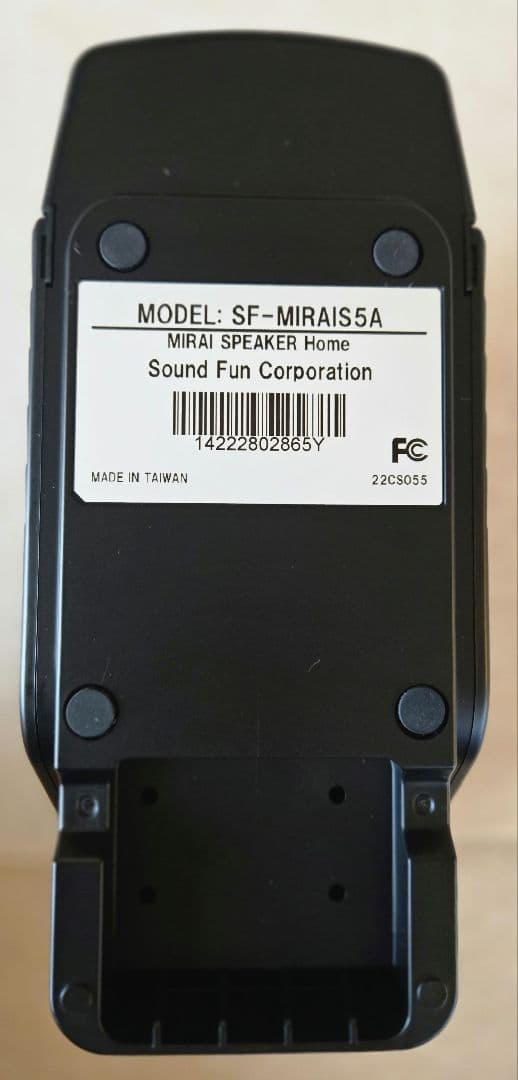 MODEL: SF-MIRAIS5A
MIRAI SPEAKER Home
Sound Fun Corporation
14222802865Y
FC
MADE IN TAIWAN
22CS055